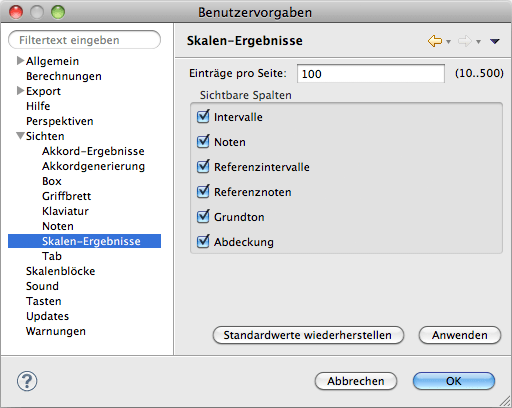 Benutzervorgaben
Filtertext eingeben
Allgemein
Berechnungen
Export
Hilfe
Perspektiven
Sichten
Akkord-Ergebnisse
Akkordgenerierung
Box
Griffbrett
Klaviatur
Noten
Skalen-Ergebnisse
Tab
Skalenblöcke
Sound
Tasten
Updates
Warnungen
Skalen-Ergebnisse
Einträge pro Seite: 100 (10..500)
Sichtbare Spalten
Intervalle
Noten
Referenzintervalle
Referenznoten
Grundton
Abdeckung
Standardwerte wiederherstellen Anwenden
? Abbrechen OK